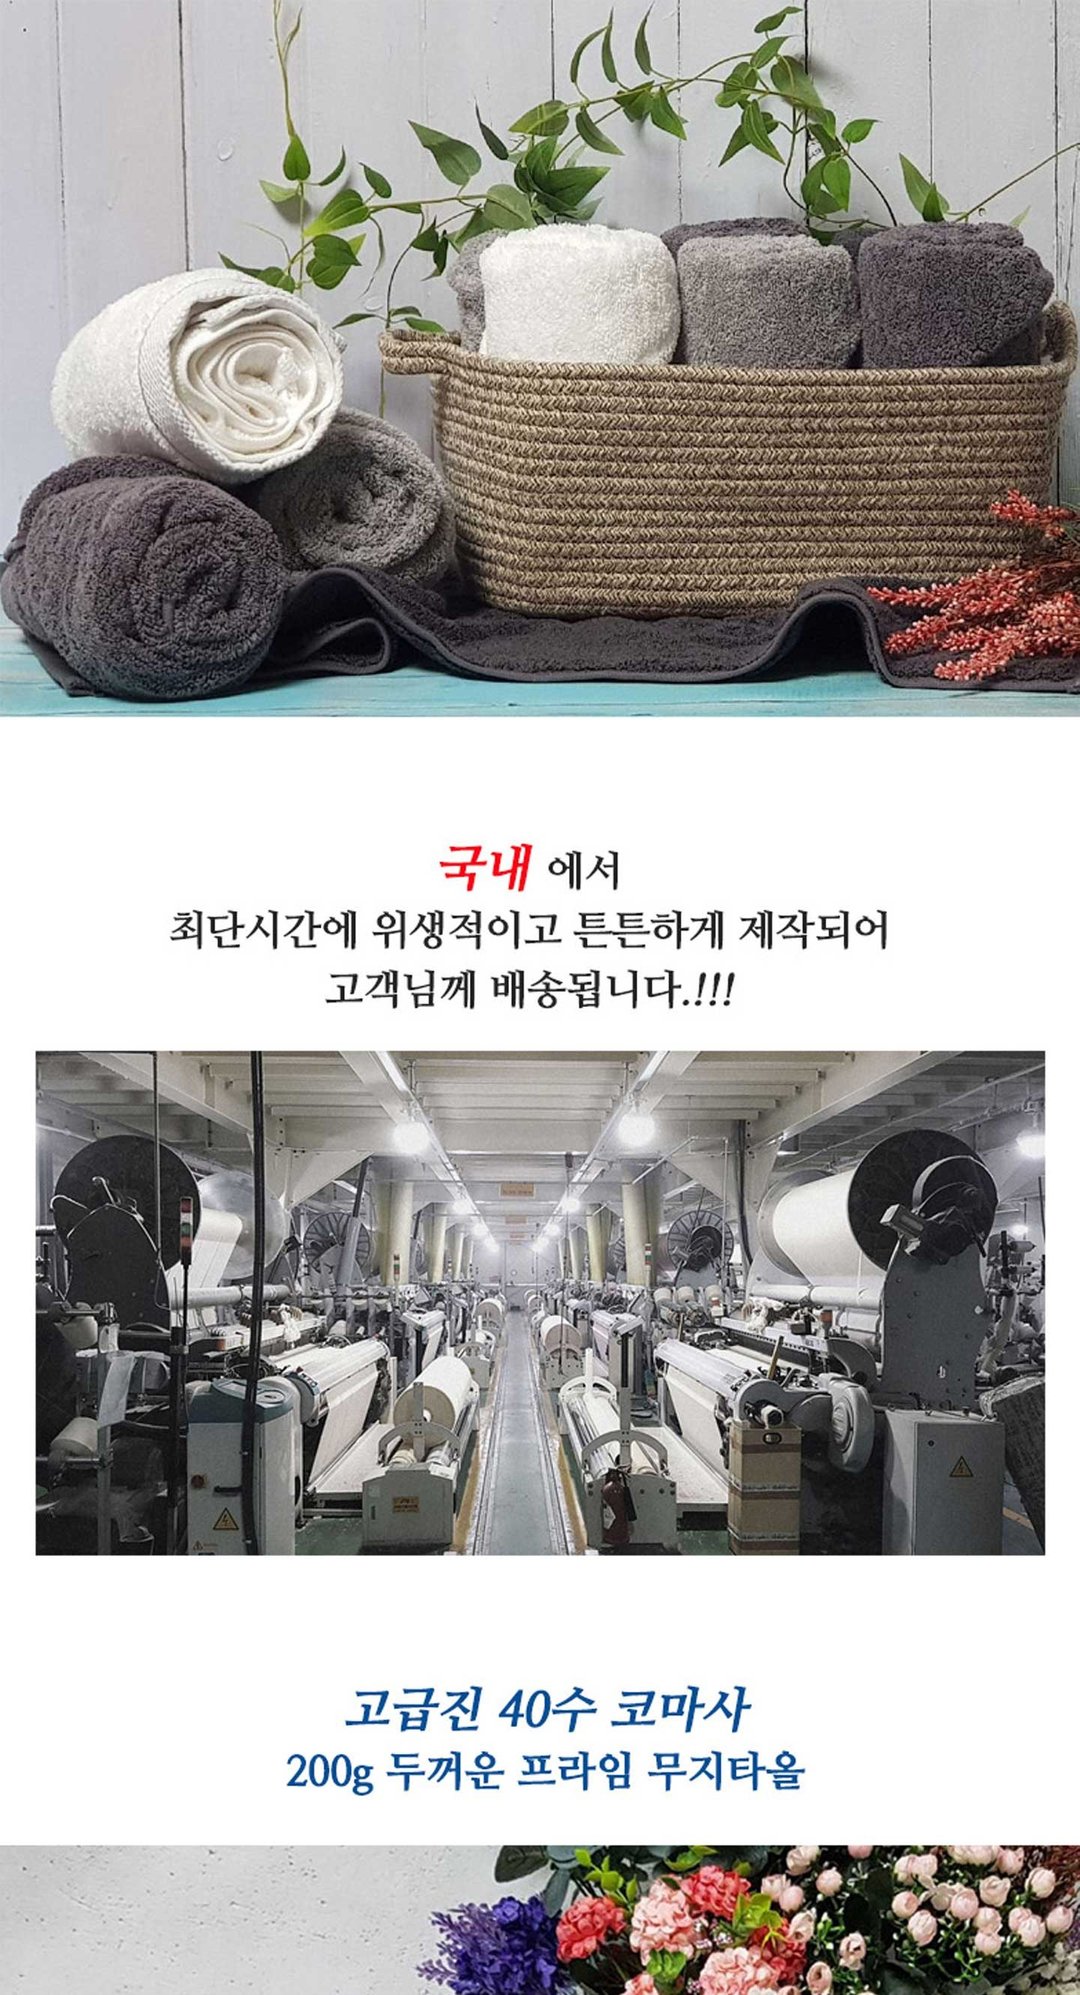 국내 에서
최단시간에 위생적이고 튼튼하게 제작되어
고객님께 배송됩니다.!!!
고급진 40수 코마사
200g 두꺼운 프라임 무지타올